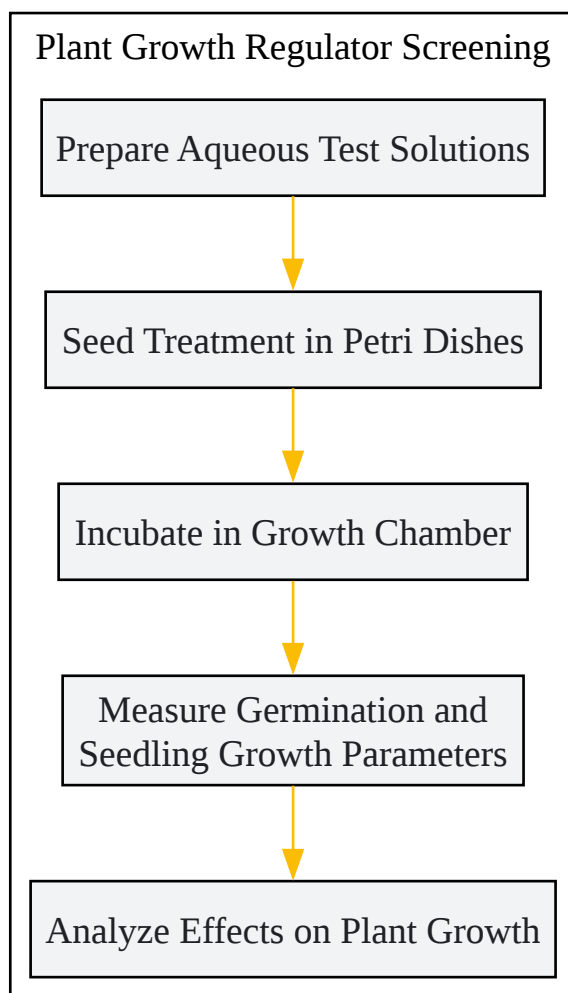 Plant Growth Regulator Screening
Prepare Aqueous Test Solutions
Seed Treatment in Petri Dishes
Incubate in Growth Chamber
Measure Germination and
Seedling Growth Parameters
Analyze Effects on Plant Growth